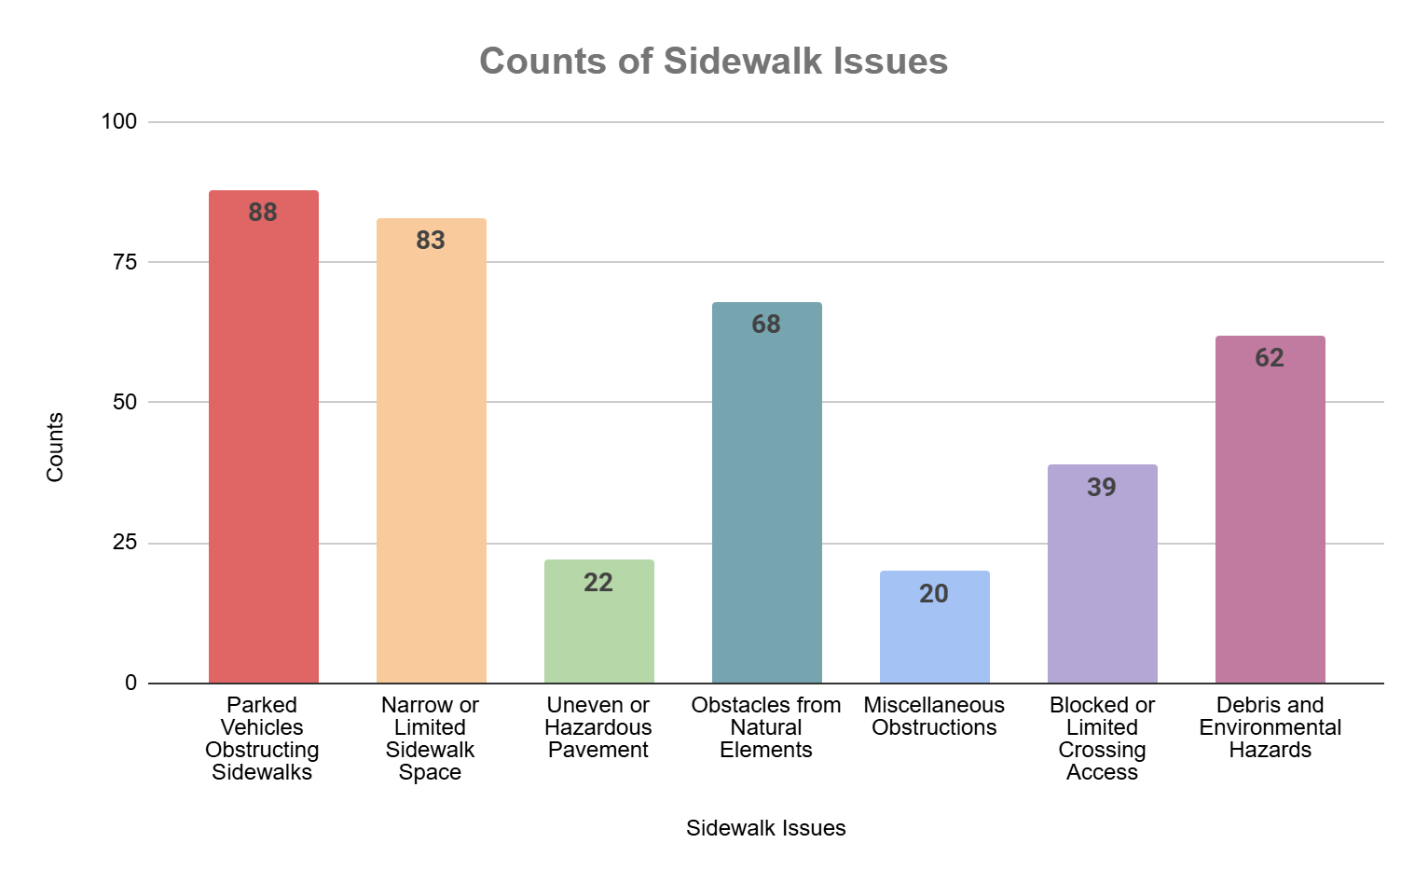 Counts of Sidewalk Issues
100
75
50
25
0
Counts
88
83
22
68
20
39
62
Parked
Vehicles
Obstructing
Sidewalks
Narrow or
Limited
Sidewalk
Space
Uneven or
Hazardous
Pavement
Obstacles from
Natural
Elements
Miscellaneous
Obstructions
Blocked or
Limited
Crossing
Access
Debris and
Environmental
Hazards
Sidewalk Issues